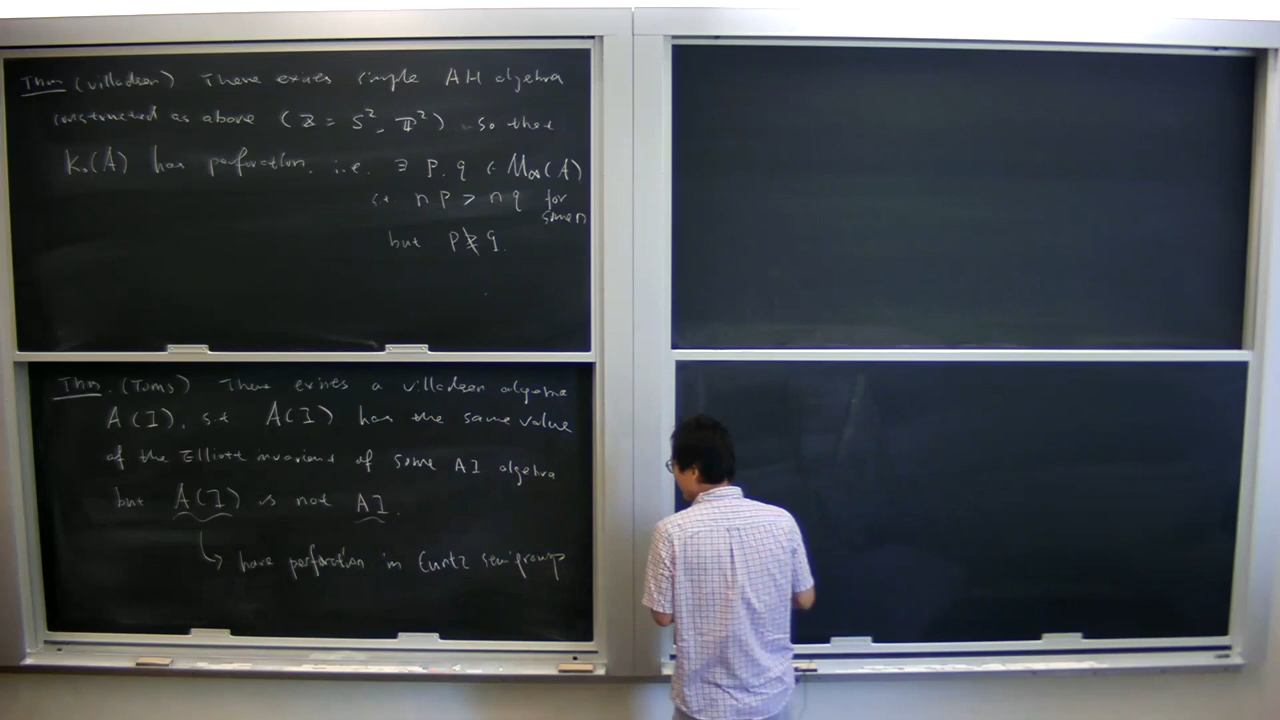 Thm (Villadsen) There exists simple AH algebra
constructed as above (Z = S², ℂP²) so that
K₀(A) has perforation, i.e. ∃ p, q ∈ M∞(A)
s.t. np > nq for some n
but p ≯ q.
Thm. (Toms) There exists a villadsen algebra
A(I), s.t A(I) has the same value
of the Elliott invariant of some AI algebra
but A(I) is not AI.
↳ have perforation in Cuntz semigroup